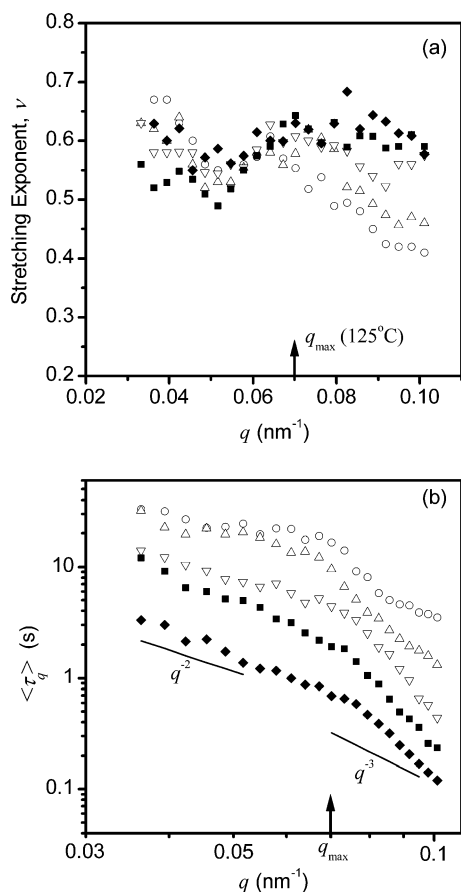 (a)
0.8
0.7
0.6
0.5
0.4
0.3
0.2
Stretching Exponent, ν
q_max (125°C)
0.02 0.04 0.06 0.08 0.10
q (nm⁻¹)
(b)
10
1
0.1
<τ_q> (s)
q⁻²
q⁻³
q_max
0.03 0.05 0.1
q (nm⁻¹)